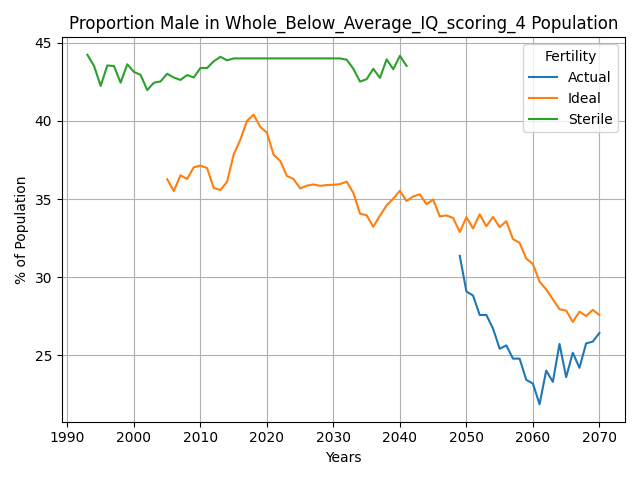 Proportion Male in Whole_Below_Average_IQ_scoring_4 Population
45
40
35
30
25
% of Population
Fertility
Actual
Ideal
Sterile
1990 2000 2010 2020 2030 2040 2050 2060 2070
Years